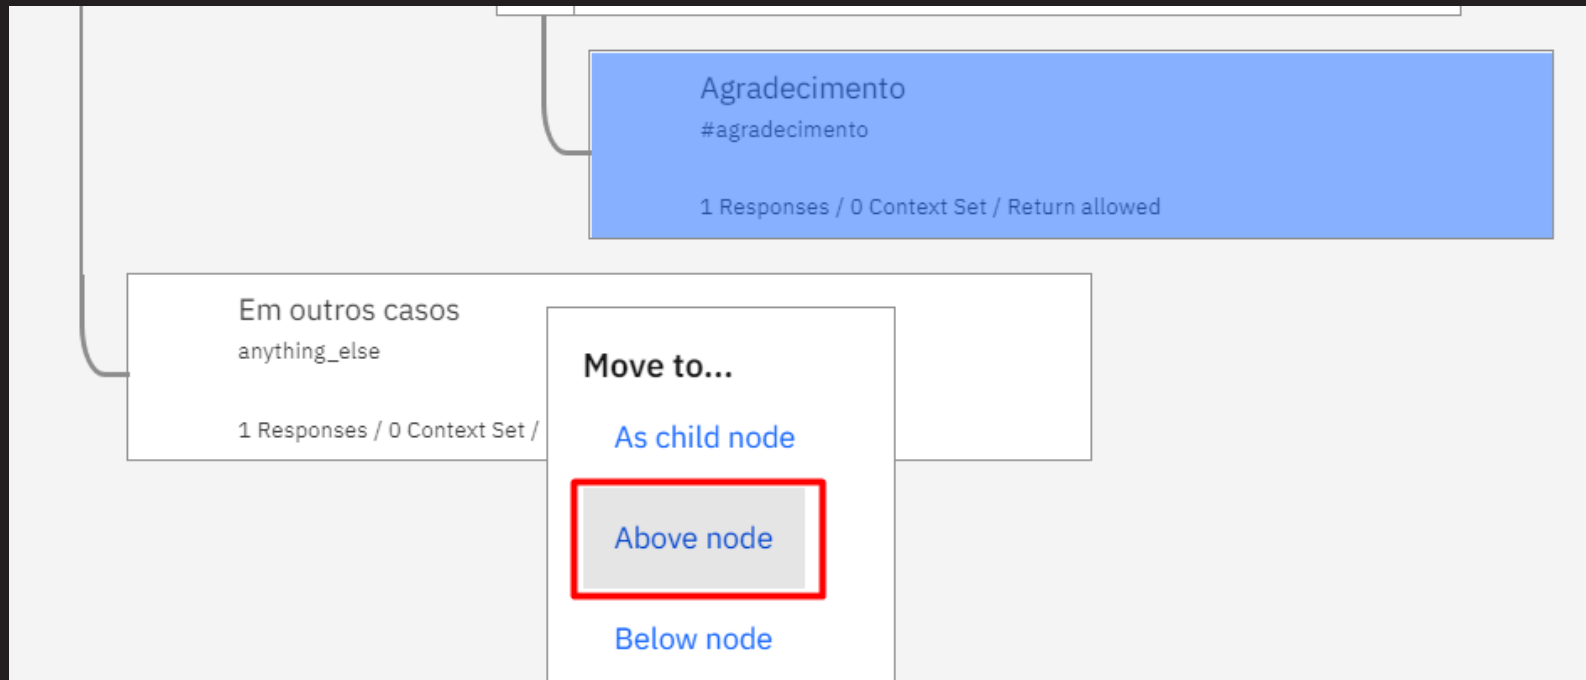 Agradecimento
#agradecimento
1 Responses / 0 Context Set / Return allowed
Em outros casos
anything_else
1 Responses / 0 Context Set /
Move to...
As child node
Above node
Below node